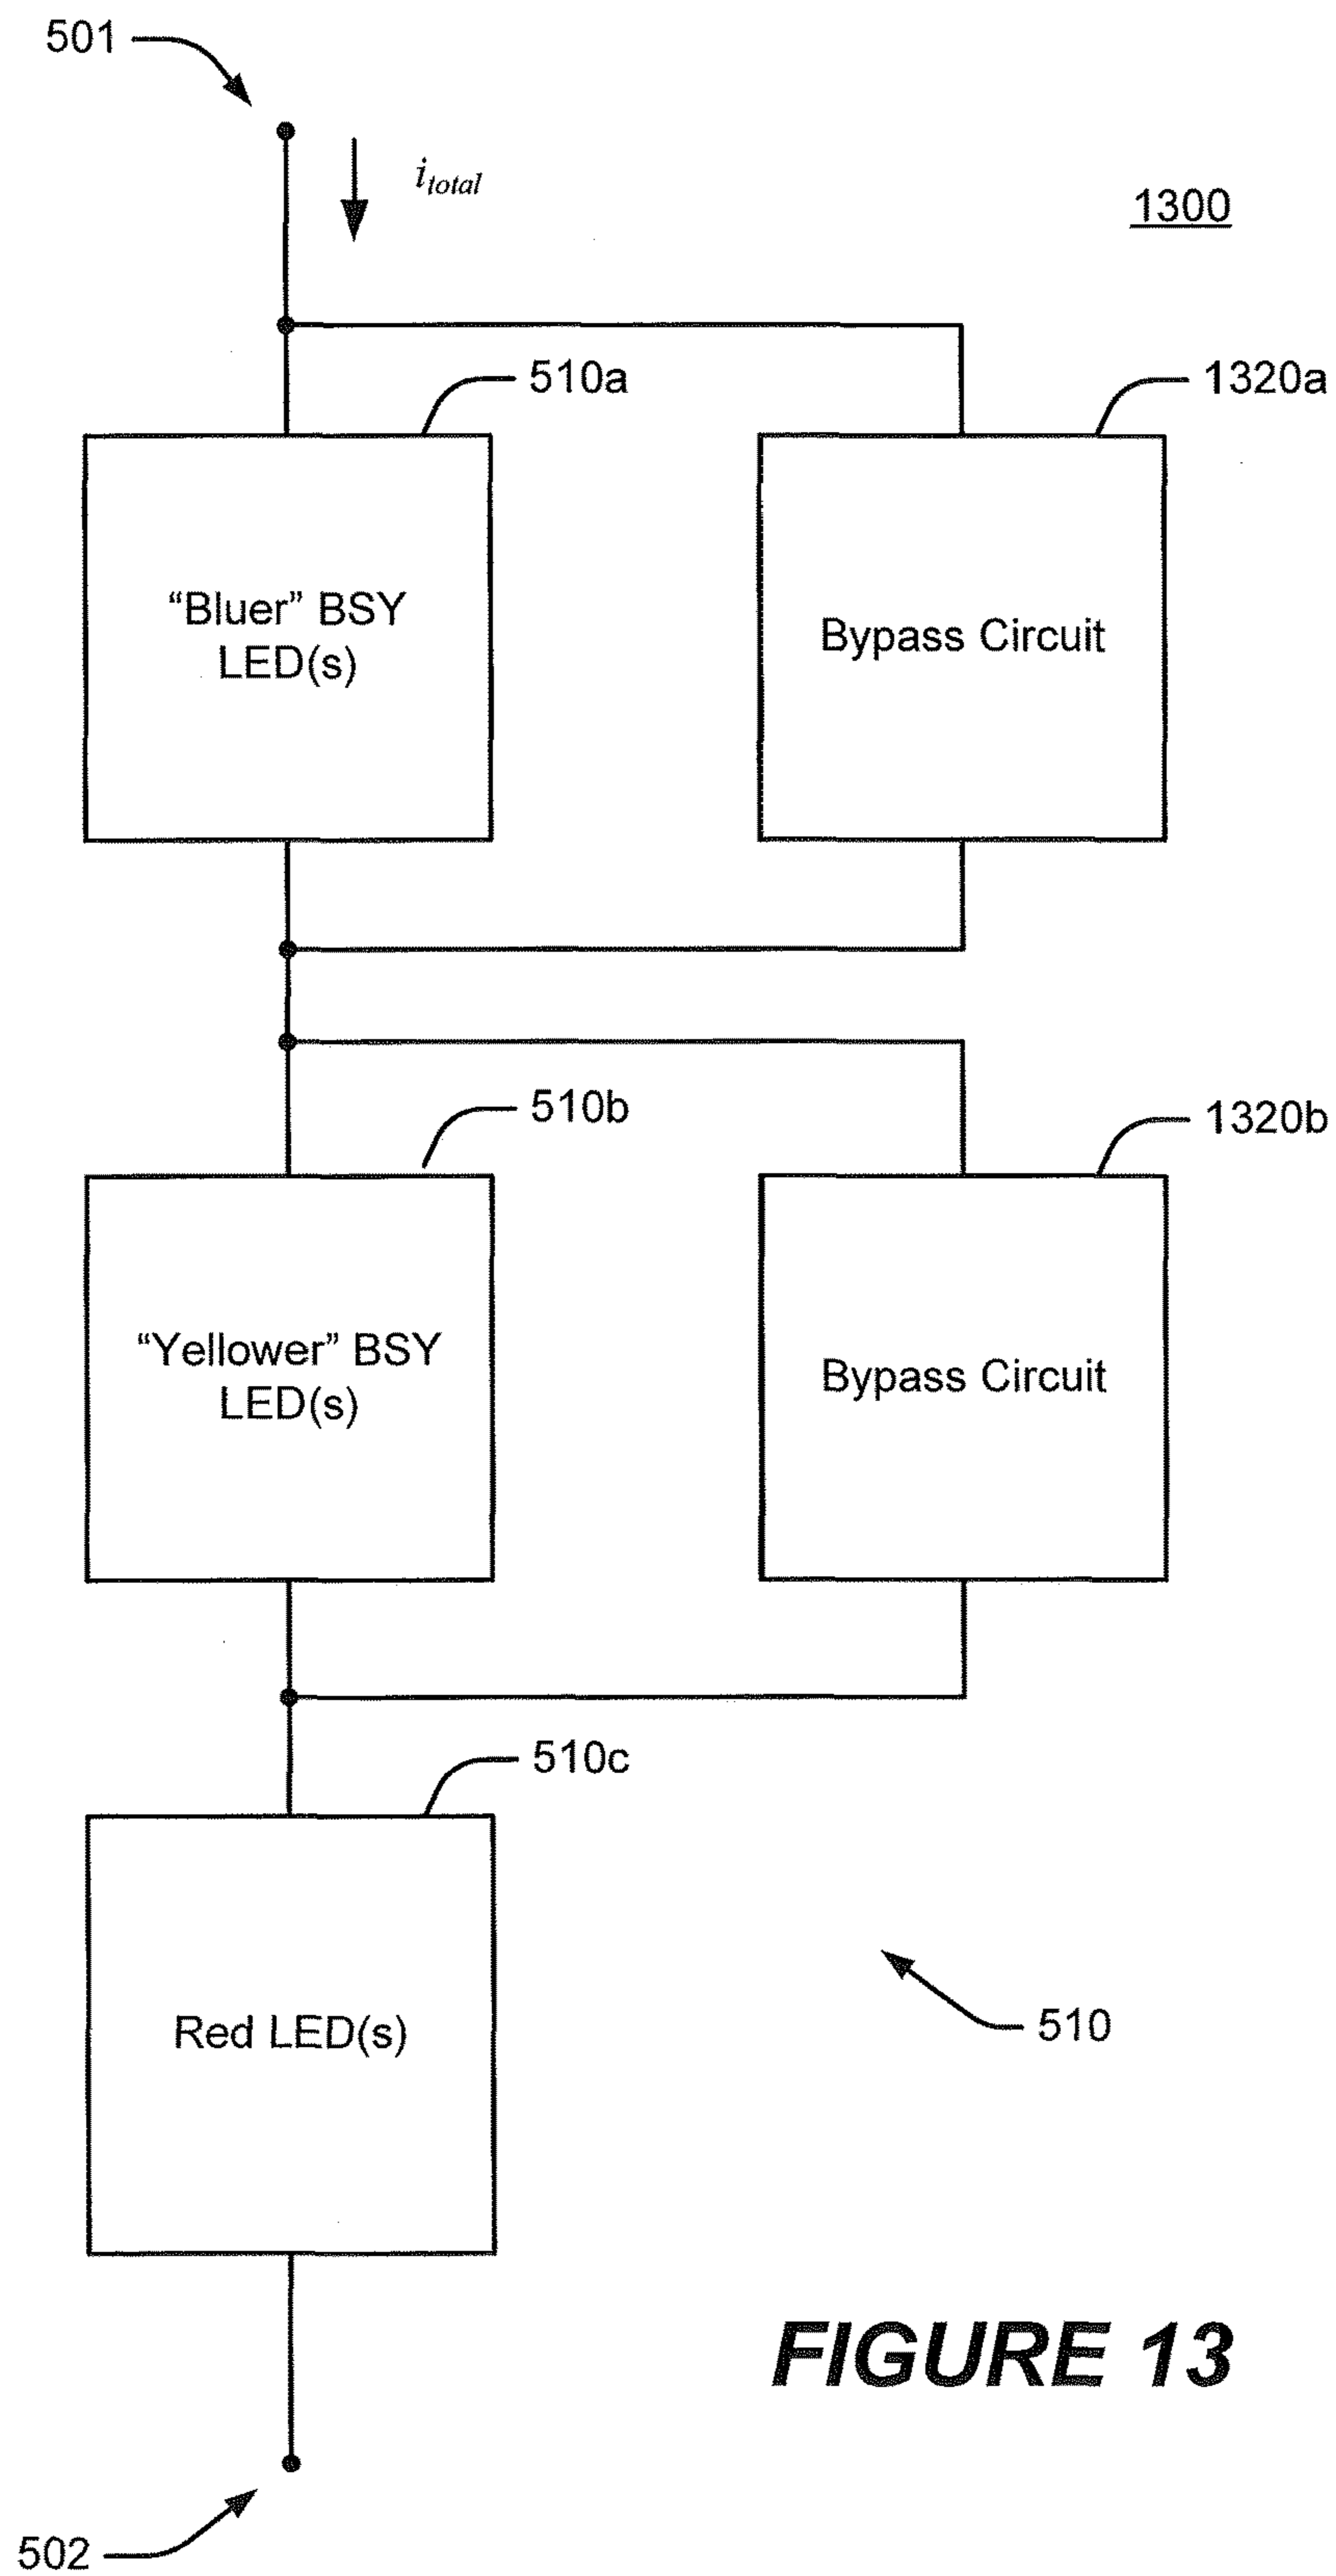 501
i total
1300
510a
1320a
“Bluer” BSY
LED(s)
Bypass Circuit
510b
1320b
“Yellower” BSY
LED(s)
Bypass Circuit
510c
Red LED(s)
510
FIGURE 13
502